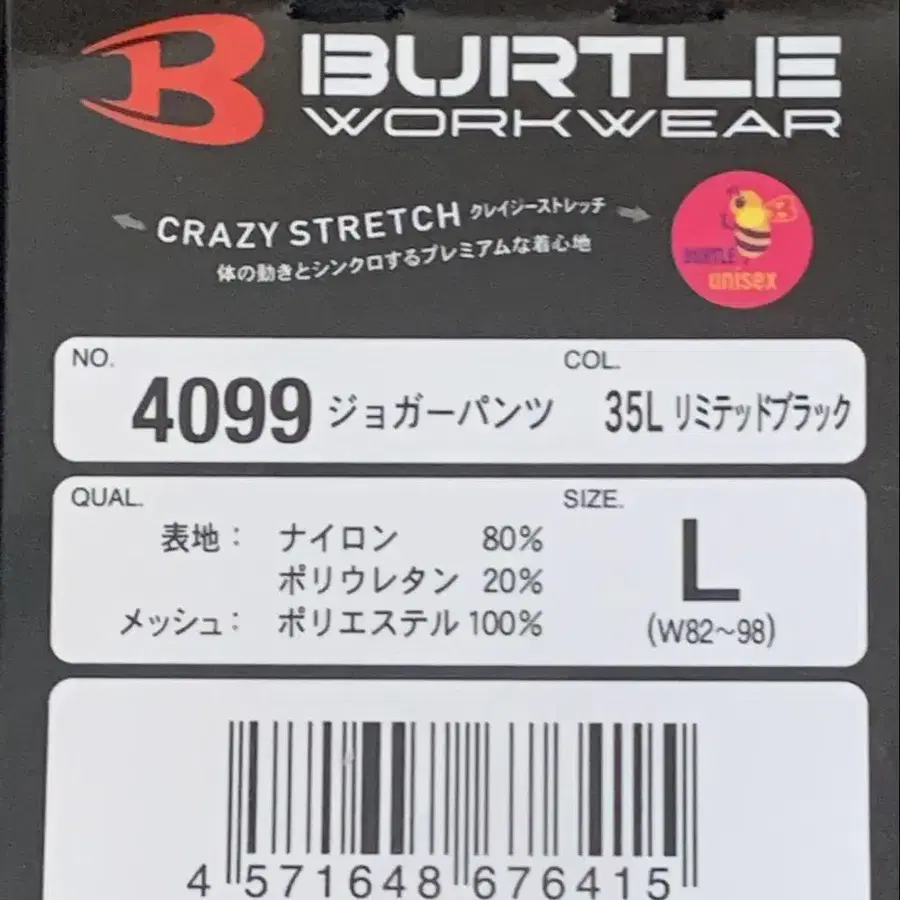 BURTLE
WORKWEAR
CRAZY STRETCH クレイジーストレッチ
体の動きとシンクロするプレミアムな着心地
BURTLE
unisex
NO.
4099 ジョガーパンツ
COL.
35L リミテッドブラック
QUAL.
表地： ナイロン 80%
ポリウレタン 20%
メッシュ： ポリエステル 100%
SIZE.
L
(W82~98)
4 571648 676415